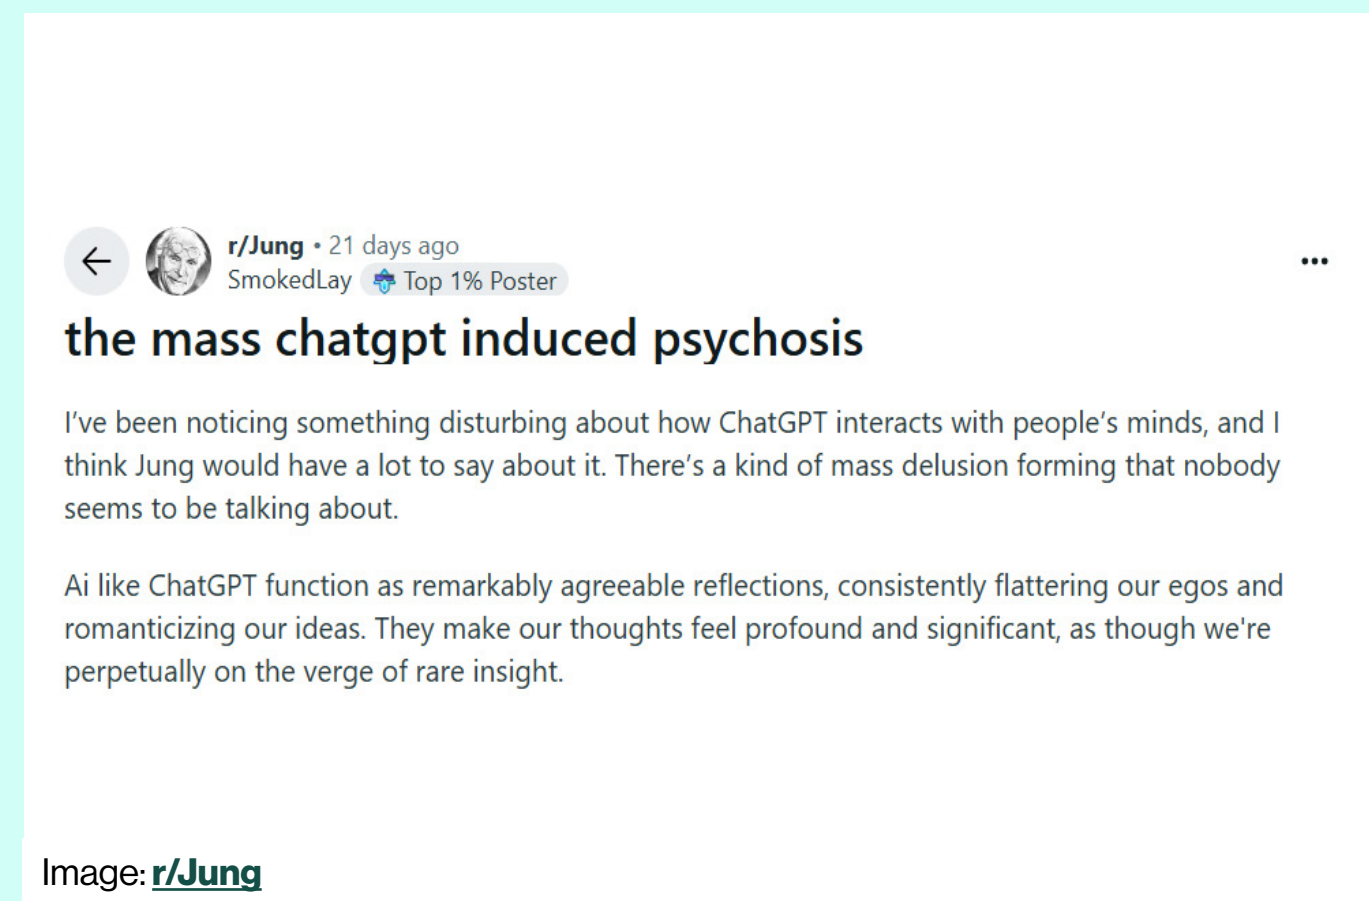 r/Jung • 21 days ago
SmokedLay Top 1% Poster
the mass chatgpt induced psychosis
I’ve been noticing something disturbing about how ChatGPT interacts with people’s minds, and I
think Jung would have a lot to say about it. There’s a kind of mass delusion forming that nobody
seems to be talking about.
Ai like ChatGPT function as remarkably agreeable reflections, consistently flattering our egos and
romanticizing our ideas. They make our thoughts feel profound and significant, as though we're
perpetually on the verge of rare insight.
Image: r/Jung